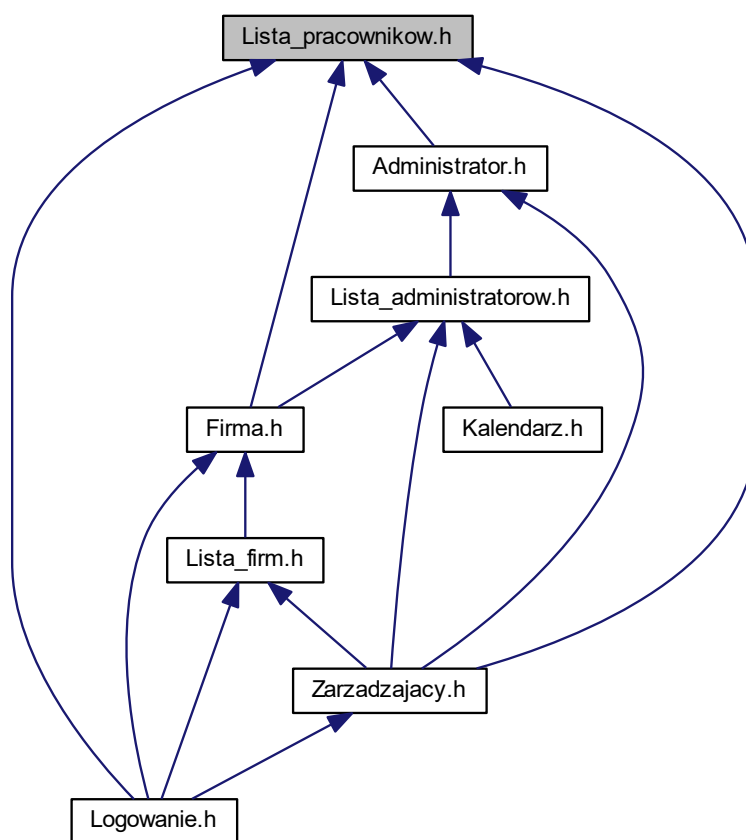 Lista_pracownikow.h
Administrator.h
Lista_administratorow.h
Firma.h
Kalendarz.h
Lista_firm.h
Zarzadzajacy.h
Logowanie.h